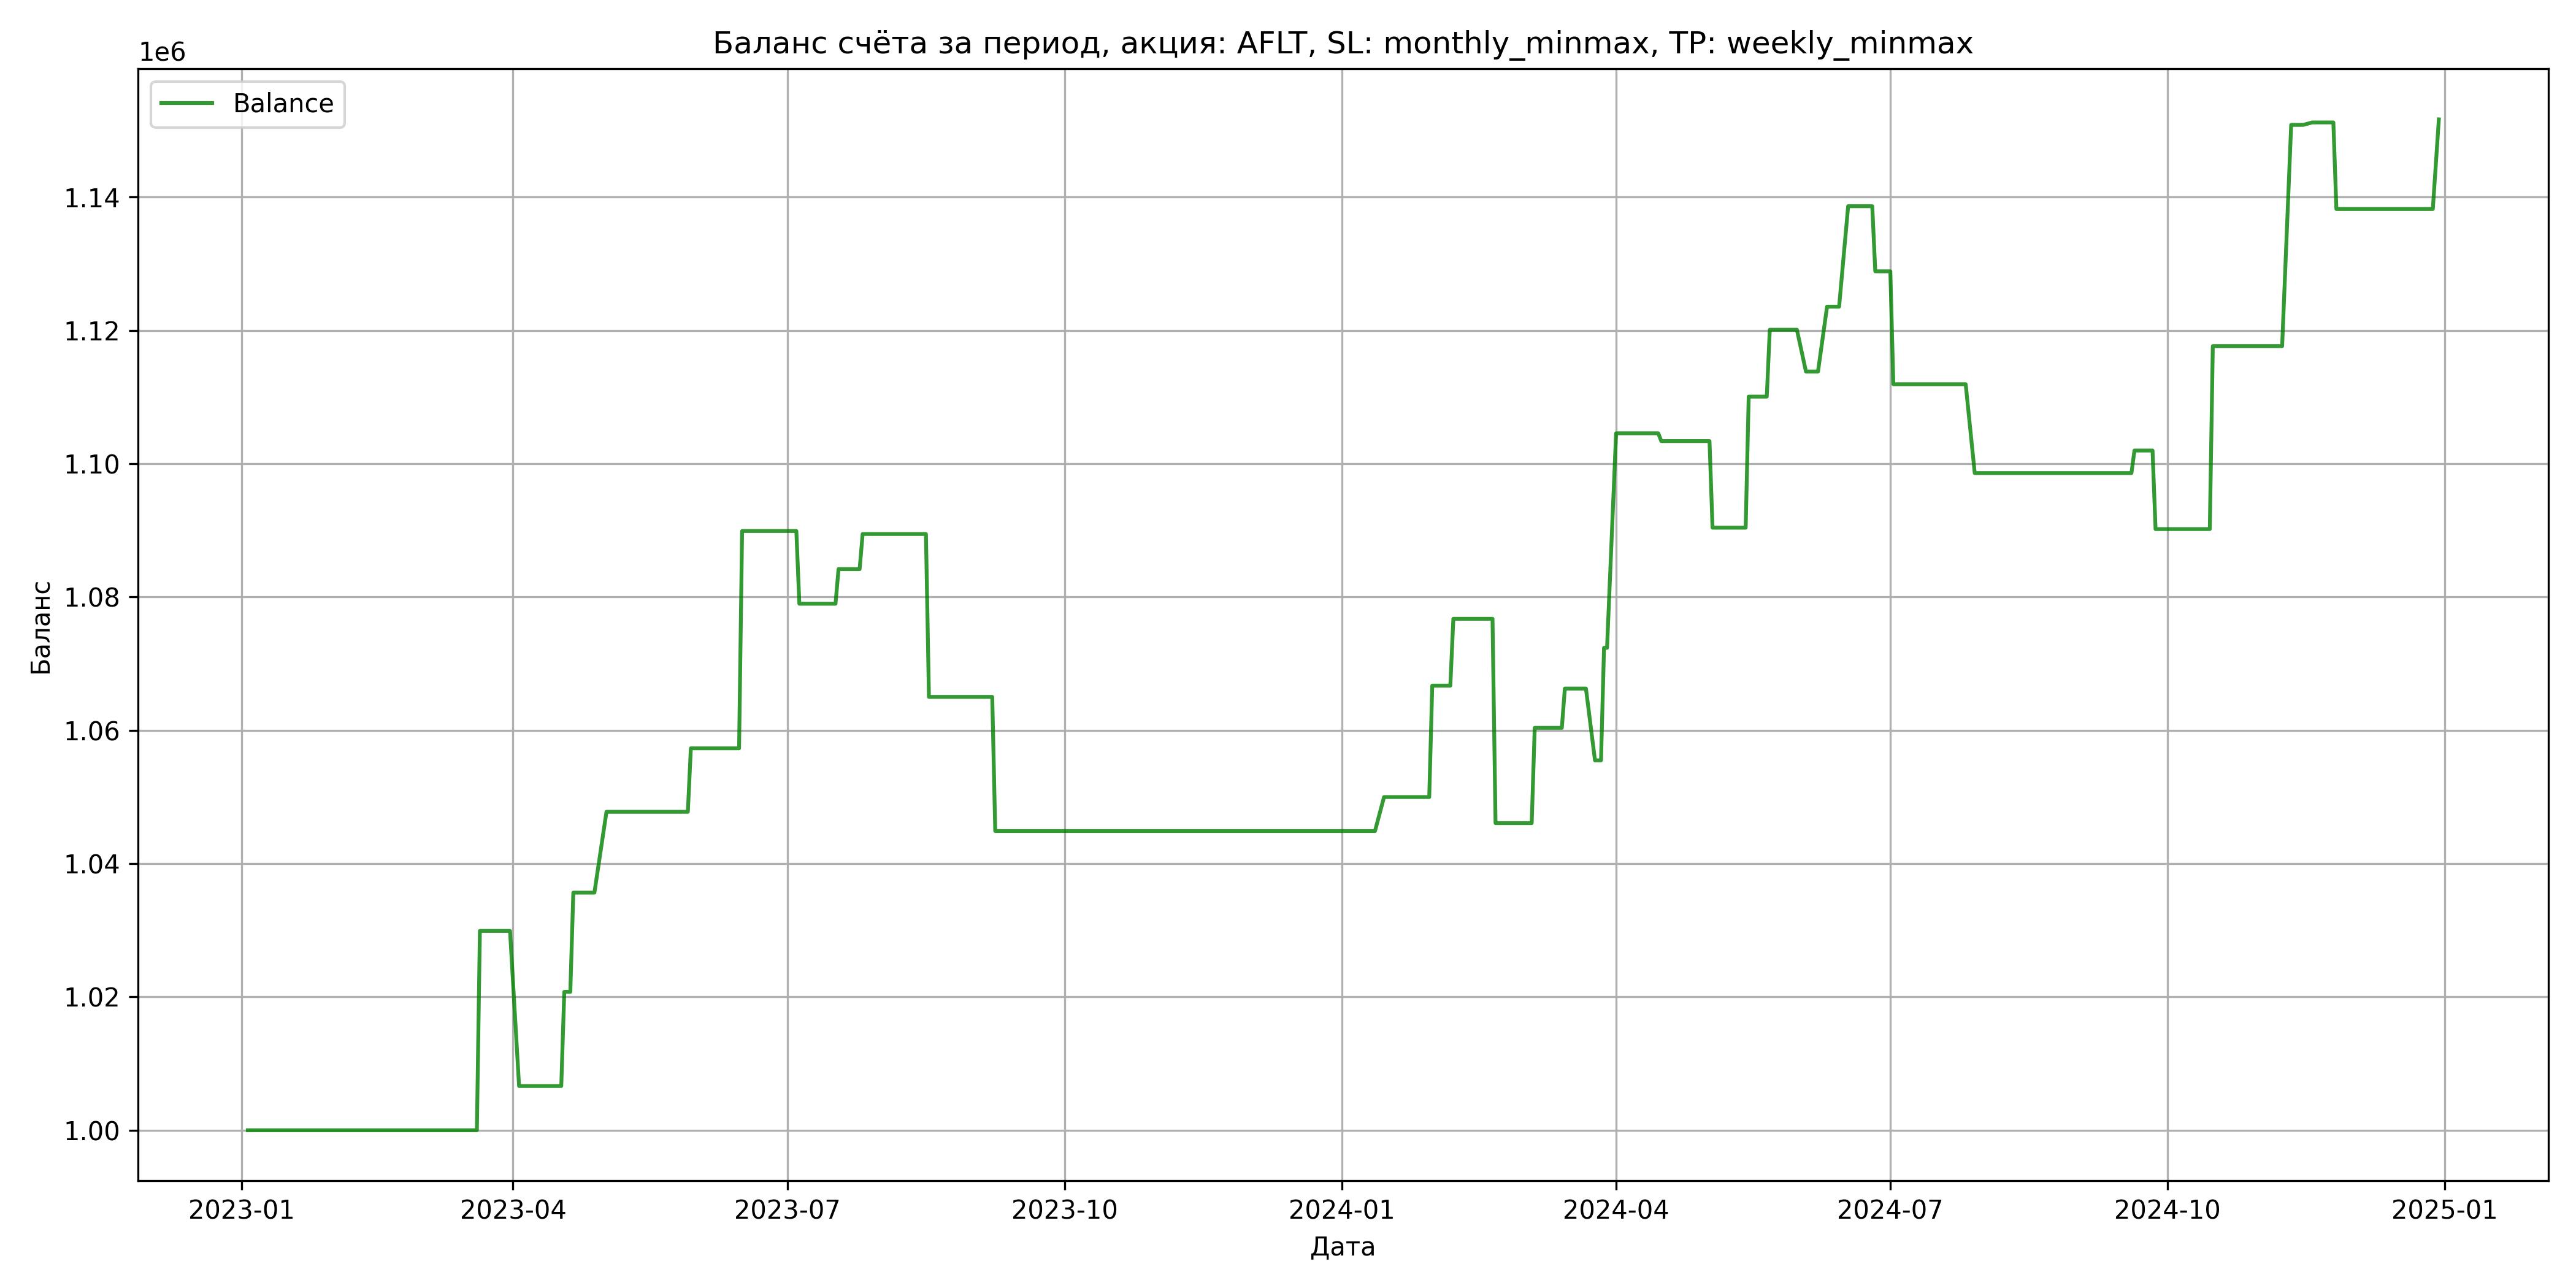 Баланс счёта за период, акция: AFLT, SL: monthly_minmax, TP: weekly_minmax
1e6
Balance
1.14
1.12
1.10
1.08
1.06
1.04
1.02
1.00
Баланс
2023-01 2023-04 2023-07 2023-10 2024-01 2024-04 2024-07 2024-10 2025-01
Дата